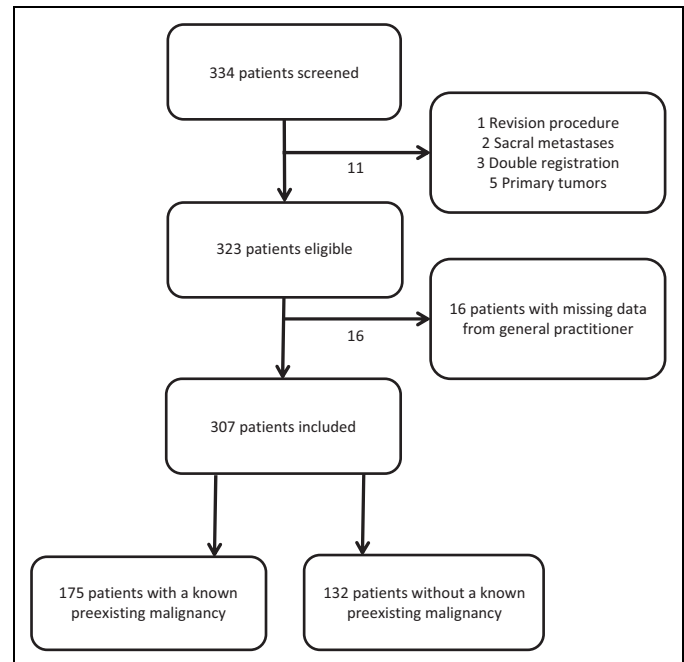 334 patients screened
1 Revision procedure
2 Sacral metastases
3 Double registration
5 Primary tumors
11
323 patients eligible
16 patients with missing data
from general practitioner
16
307 patients included
175 patients with a known
preexisting malignancy
132 patients without a known
preexisting malignancy